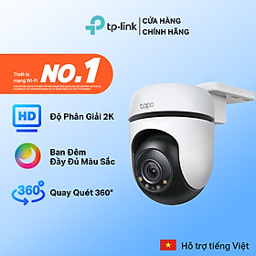 tp-link
CỬA HÀNG
CHÍNH HÃNG
Thiết bị
mạng Wi-Fi
NO.1
HD
Độ Phân Giải 2K
Ban Đêm
Đầy Đủ Màu Sắc
360°
Quay Quét 360°
tapo
Hỗ trợ tiếng Việt